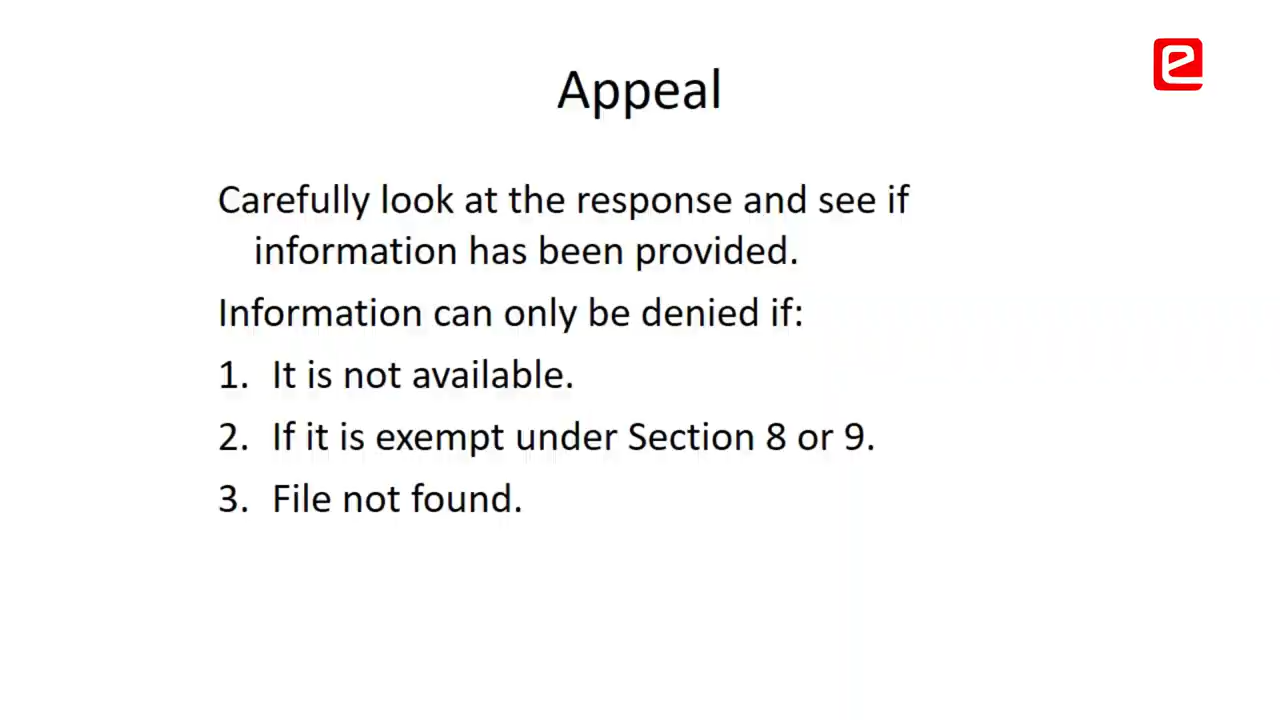 Appeal
Carefully look at the response and see if
information has been provided.
Information can only be denied if:
1. It is not available.
2. If it is exempt under Section 8 or 9.
3. File not found.